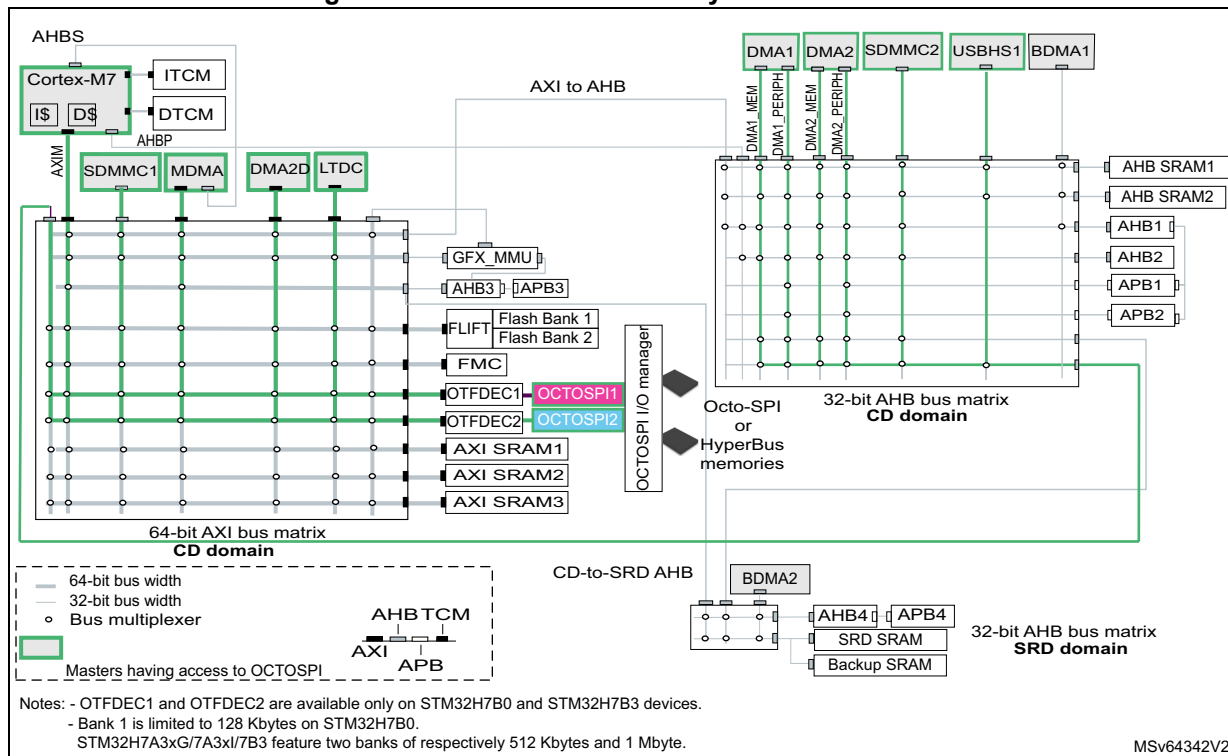 AHBS
Cortex-M7
I$ D$
ITCM
DTCM
AHBP
AXIM
SDMMC1
MDMA
DMA2D
LTDC
AXI to AHB
DMA1
DMA2
SDMMC2
USBHS1
BDMA1
DMA1_MEM
DMA1_PERIPH
DMA2_MEM
DMA2_PERIPH
AHB SRAM1
AHB SRAM2
AHB1
AHB2
APB1
APB2
32-bit AHB bus matrix
CD domain
GFX_MMU
AHB3
APB3
FLIFT
Flash Bank 1
Flash Bank 2
FMC
OTFDEC1
OCTOSPI1
OTFDEC2
OCTOSPI2
AXI SRAM1
AXI SRAM2
AXI SRAM3
OCTOSPI I/O manager
Octo-SPI
or
HyperBus
memories
64-bit AXI bus matrix
CD domain
64-bit bus width
32-bit bus width
Bus multiplexer
Masters having access to OCTOSPI
AHB TCM
AXI
APB
CD-to-SRD AHB
BDMA2
AHB4
APB4
SRD SRAM
Backup SRAM
32-bit AHB bus matrix
SRD domain
Notes: - OTFDEC1 and OTFDEC2 are available only on STM32H7B0 and STM32H7B3 devices.
- Bank 1 is limited to 128 Kbytes on STM32H7B0.
STM32H7A3xG/7A3xI/7B3 feature two banks of respectively 512 Kbytes and 1 Mbyte.
MSv64342V2